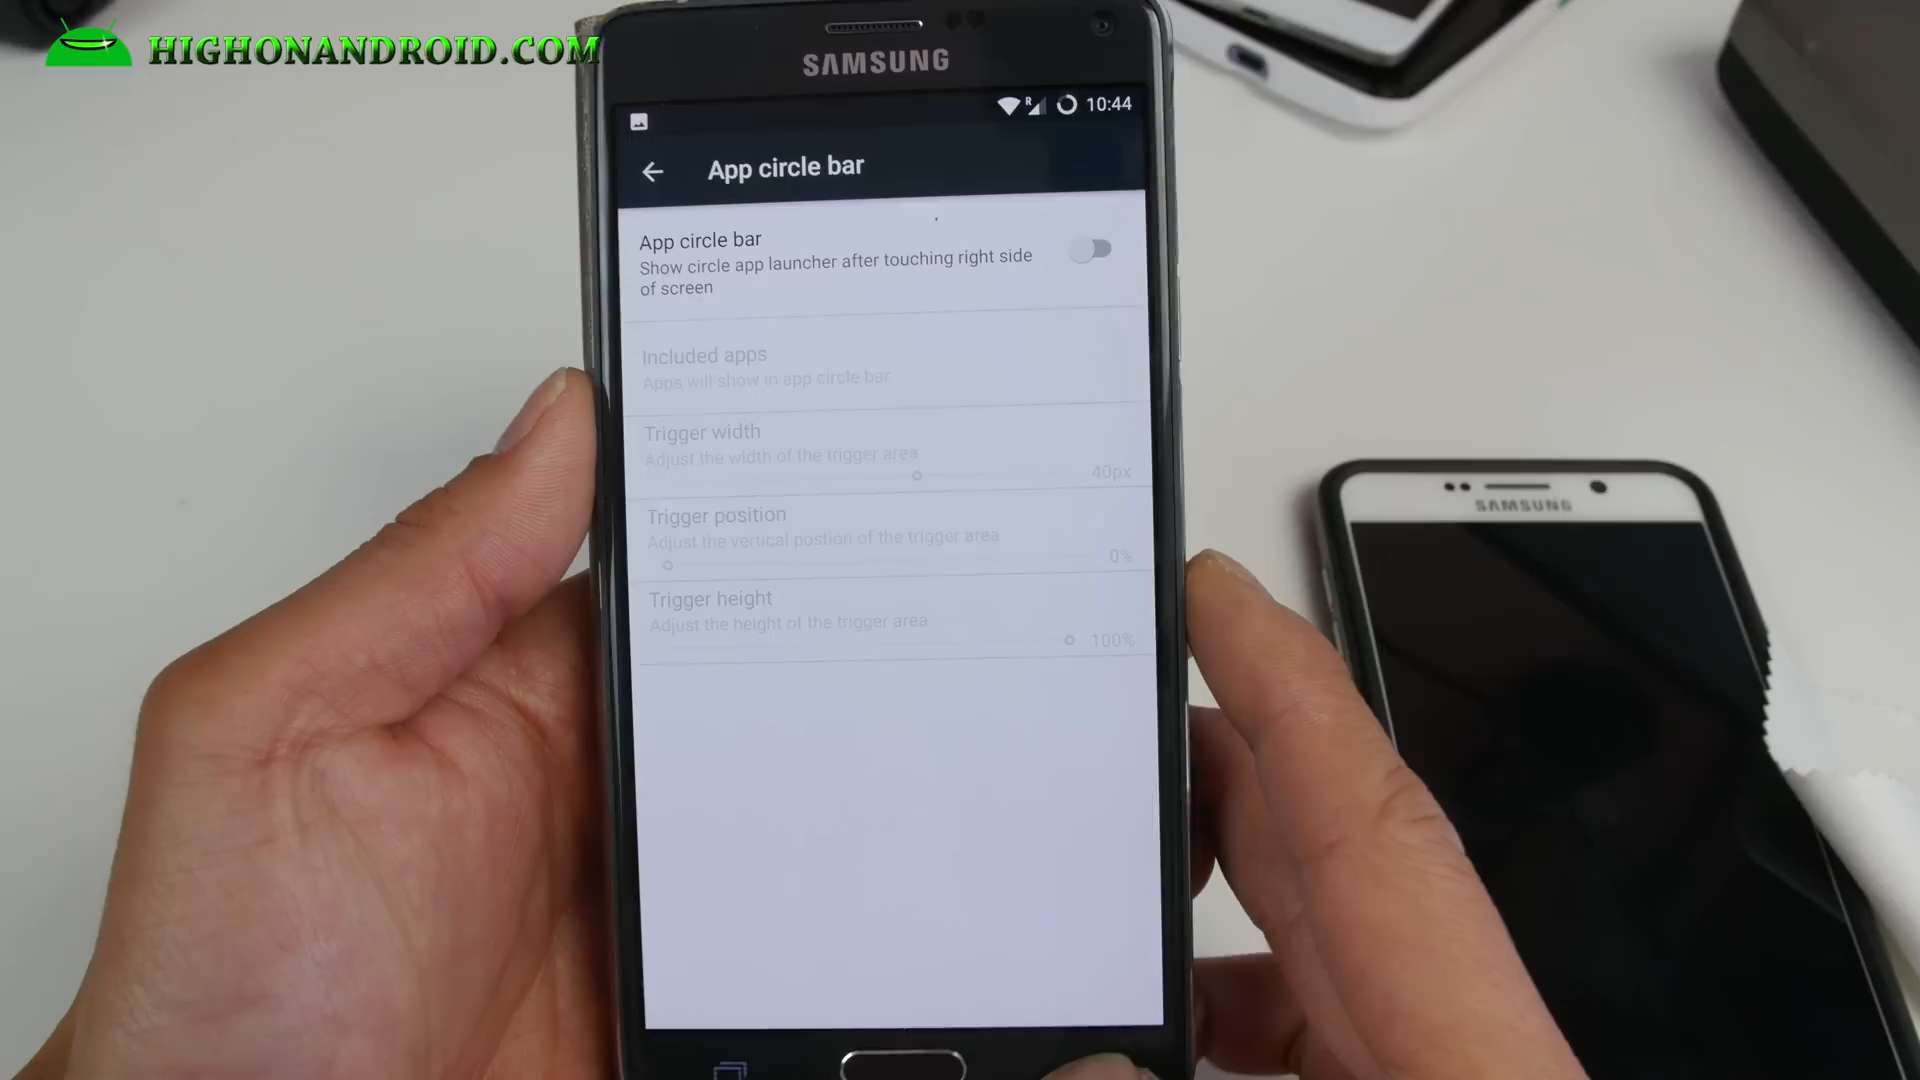 HIGHONANDROID.COM
SAMSUNG
R
10:44
App circle bar
App circle bar
Show circle app launcher after touching right side
of screen
Included apps
Apps will show in app circle bar
Trigger width
Adjust the width of the trigger area
40px
Trigger position
Adjust the vertical postion of the trigger area
0%
Trigger height
Adjust the height of the trigger area
100%
SAMSUNG